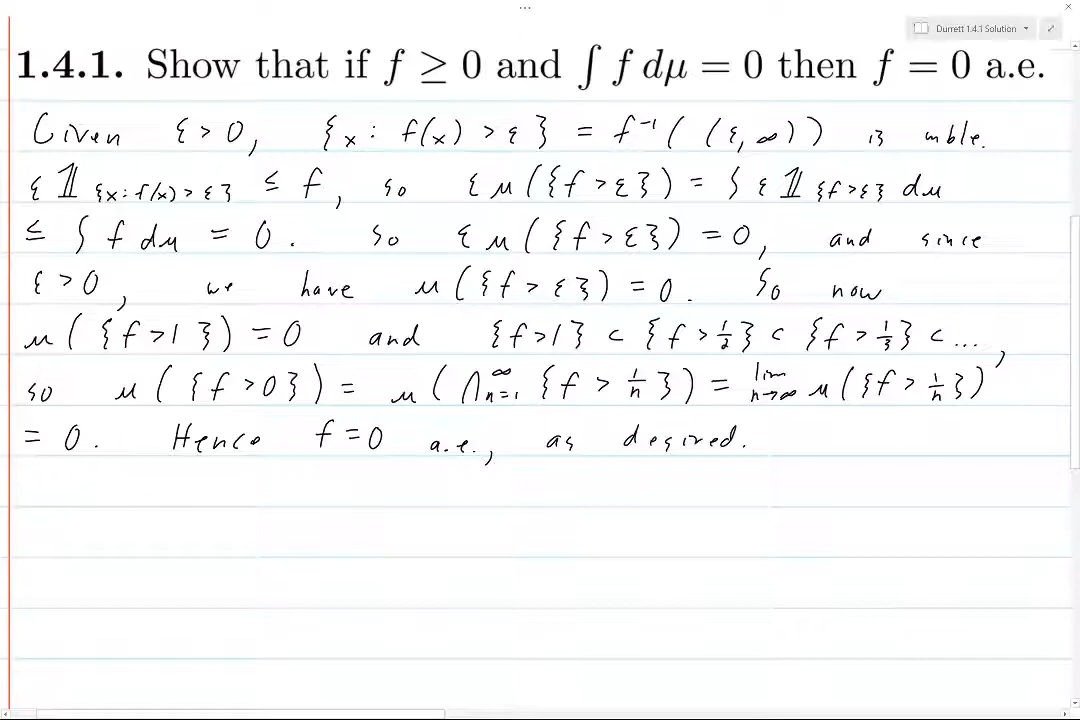 Durrett 1.4.1 Solution
1.4.1. Show that if f ≥ 0 and ∫ f dμ = 0 then f = 0 a.e.
Given ε > 0, {x : f(x) > ε} = f⁻¹((ε, ∞)) is mble.
ε 𝟙_{x: f(x) > ε} ≤ f, so ε μ({f > ε}) = ∫ ε 𝟙_{f > ε} dμ
≤ ∫ f dμ = 0. So ε μ({f > ε}) = 0, and since
ε > 0, we have μ({f > ε}) = 0. So now
μ({f > 1}) = 0 and {f > 1} ⊂ {f > 1/2} ⊂ {f > 1/3} ⊂ ...,
so μ({f > 0}) = μ(⋂_{n=1}^∞ {f > 1/n}) = lim_{n→∞} μ({f > 1/n})
= 0. Hence f = 0 a.e., as desired.